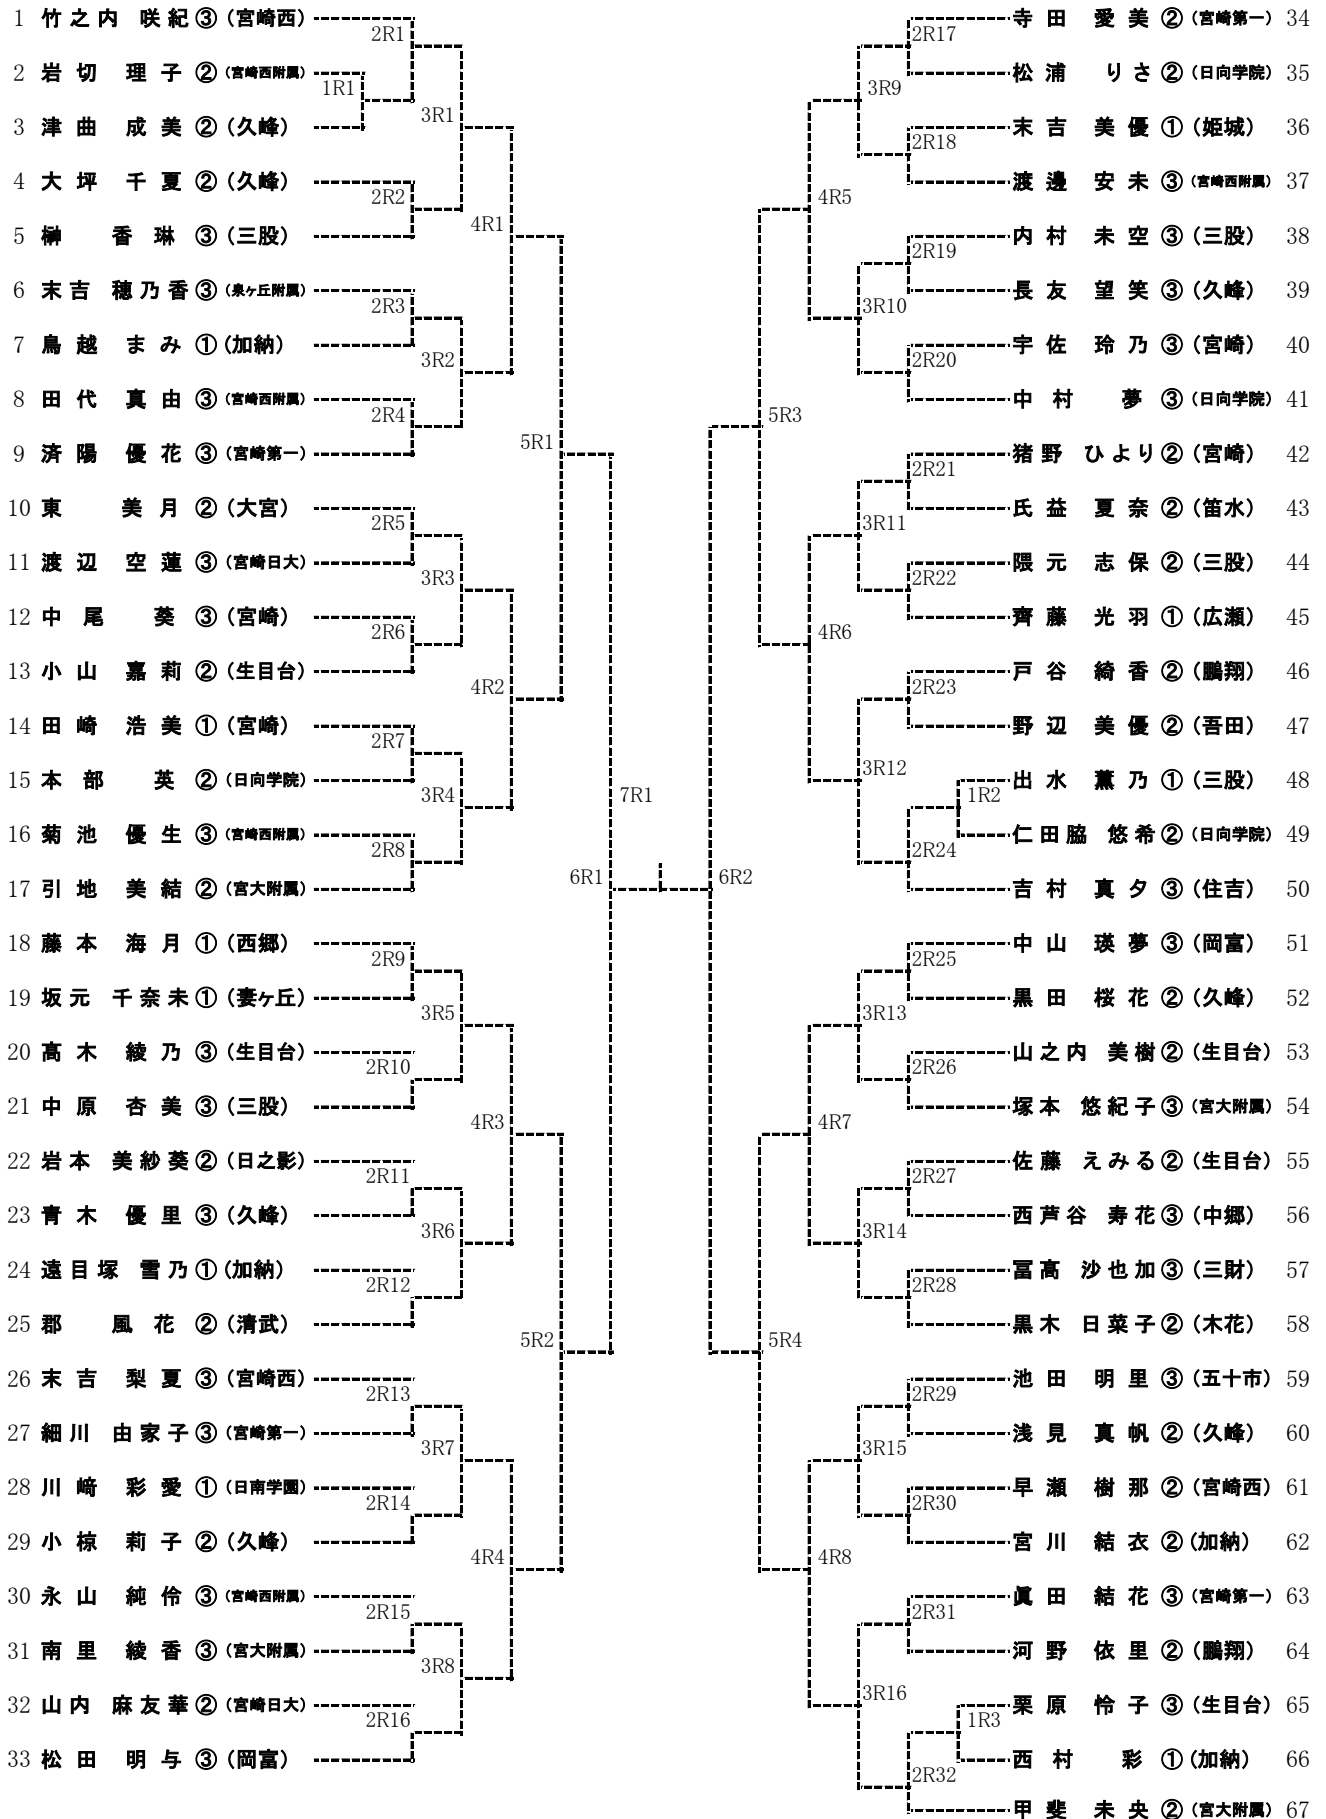 1 竹之内 咲紀 ③ (宮崎西)
2R1
2 岩切 理子 ② (宮崎西附属)
1R1
3 津曲 成美 ② (久峰)
3R1
4 大坪 千夏 ② (久峰)
2R2
5 榊 香琳 ③ (三股)
4R1
6 末吉 穂乃香 ③ (泉ヶ丘附属)
2R3
7 鳥越 まみ ① (加納)
3R2
8 田代 真由 ③ (宮崎西附属)
2R4
9 済陽 優花 ③ (宮崎第一)
5R1
10 東 美月 ② (大宮)
2R5
11 渡辺 空蓮 ③ (宮崎日大)
3R3
12 中尾 葵 ③ (宮崎)
2R6
13 小山 嘉莉 ② (生目台)
4R2
14 田崎 浩美 ① (宮崎)
2R7
15 本部 英 ② (日向学院)
3R4
16 菊池 優生 ③ (宮崎西附属)
2R8
17 引地 美結 ② (宮大附属)
6R1
18 藤本 海月 ① (西郷)
2R9
19 坂元 千奈未 ① (妻ヶ丘)
3R5
20 髙木 綾乃 ③ (生目台)
2R10
21 中原 杏美 ③ (三股)
4R3
22 岩本 美紗葵 ② (日之影)
2R11
23 青木 優里 ③ (久峰)
3R6
24 遠目塚 雪乃 ① (加納)
2R12
25 郡 風花 ② (清武)
5R2
26 末吉 梨夏 ③ (宮崎西)
2R13
27 細川 由家子 ③ (宮崎第一)
3R7
28 川﨑 彩愛 ① (日南学園)
2R14
29 小椋 莉子 ② (久峰)
4R4
30 永山 純伶 ③ (宮崎西附属)
2R15
31 南里 綾香 ③ (宮大附属)
3R8
32 山内 麻友華 ② (宮崎日大)
2R16
33 松田 明与 ③ (岡富)
7R1
寺田 愛美 ② (宮崎第一) 34
2R17
松浦 りさ ② (日向学院) 35
3R9
末吉 美優 ① (姫城) 36
2R18
渡邊 安未 ③ (宮崎西附属) 37
4R5
内村 未空 ③ (三股) 38
2R19
長友 望笑 ③ (久峰) 39
3R10
宇佐 玲乃 ③ (宮崎) 40
2R20
中村 夢 ③ (日向学院) 41
5R3
猪野 ひより ② (宮崎) 42
2R21
氏益 夏奈 ② (笛水) 43
3R11
隈元 志保 ② (三股) 44
2R22
齊藤 光羽 ① (広瀬) 45
4R6
戸谷 綺香 ② (鵬翔) 46
2R23
野辺 美優 ② (吾田) 47
3R12
出水 薫乃 ① (三股) 48
1R2
仁田脇 悠希 ② (日向学院) 49
2R24
吉村 真夕 ③ (住吉) 50
6R2
中山 瑛夢 ③ (岡富) 51
2R25
黒田 桜花 ② (久峰) 52
3R13
山之内 美樹 ② (生目台) 53
2R26
塚本 悠紀子 ③ (宮大附属) 54
4R7
佐藤 えみる ② (生目台) 55
2R27
西芦谷 寿花 ③ (中郷) 56
3R14
冨髙 沙也加 ③ (三財) 57
2R28
黒木 日菜子 ② (木花) 58
5R4
池田 明里 ③ (五十市) 59
2R29
浅見 真帆 ② (久峰) 60
3R15
早瀬 樹那 ② (宮崎西) 61
2R30
宮川 結衣 ② (加納) 62
4R8
眞田 結花 ③ (宮崎第一) 63
2R31
河野 依里 ② (鵬翔) 64
3R16
栗原 怜子 ③ (生目台) 65
1R3
西村 彩 ① (加納) 66
2R32
甲斐 未央 ② (宮大附属) 67